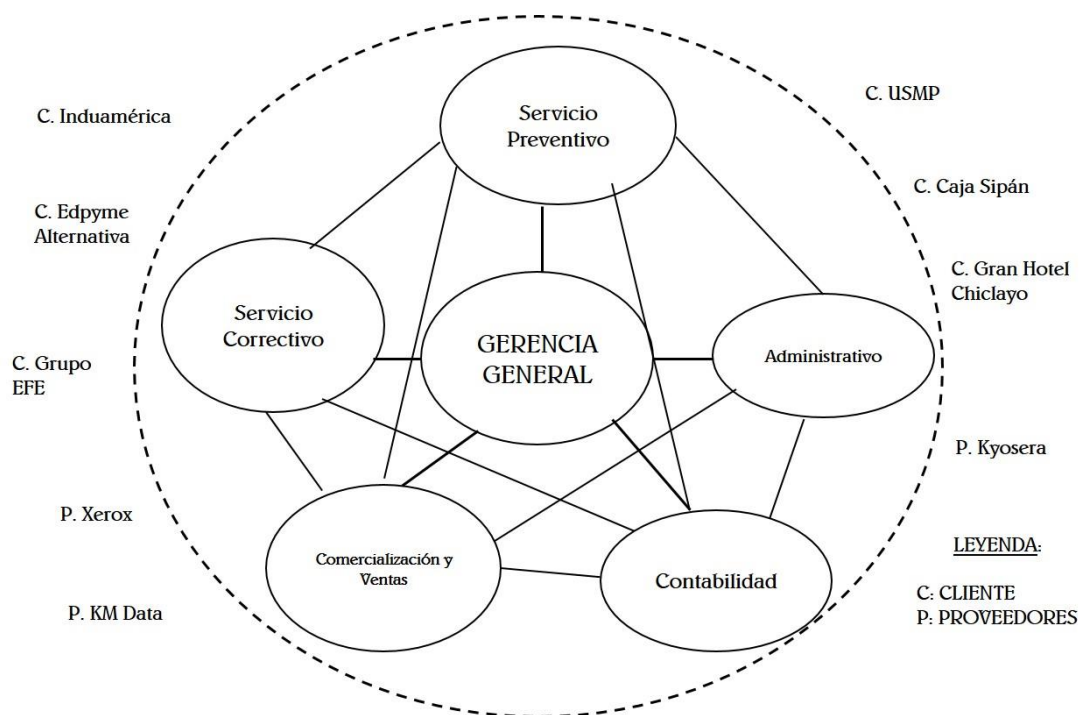 C. USMP
C. Induamérica
Servicio
Preventivo
C. Caja Sipán
C. Edpyme
Alternativa
C. Gran Hotel
Chiclayo
Servicio
Correctivo
GERENCIA
GENERAL
Administrativo
C. Grupo
EFE
P. Kyosera
P. Xerox
LEYENDA:
Comercialización y
Ventas
Contabilidad
C: CLIENTE
P: PROVEEDORES
P. KM Data